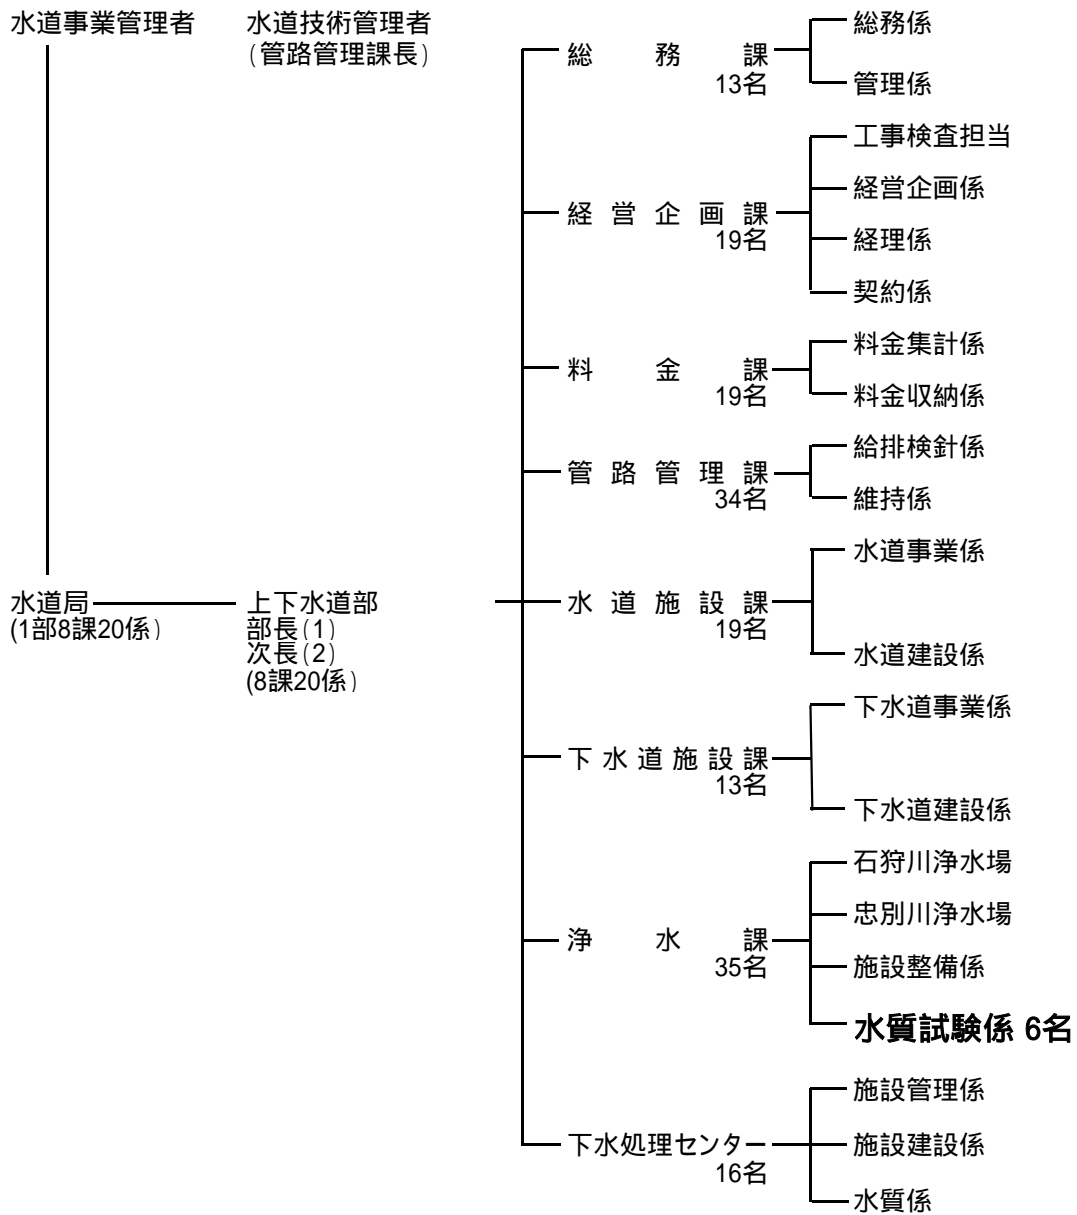 水道事業管理者
水道技術管理者
(管路管理課長)
水道局
(1部8課20係)
上下水道部
部長(1)
次長(2)
(8課20係)
総務課
13名
総務係
管理係
経営企画課
19名
工事検査担当
経営企画係
経理係
契約係
料金課
19名
料金集計係
料金収納係
管路管理課
34名
給排検針係
維持係
水道施設課
19名
水道事業係
水道建設係
下水道施設課
13名
下水道事業係
下水道建設係
浄水課
35名
石狩川浄水場
忠別川浄水場
施設整備係
水質試験係 6名
下水処理センター
16名
施設管理係
施設建設係
水質係